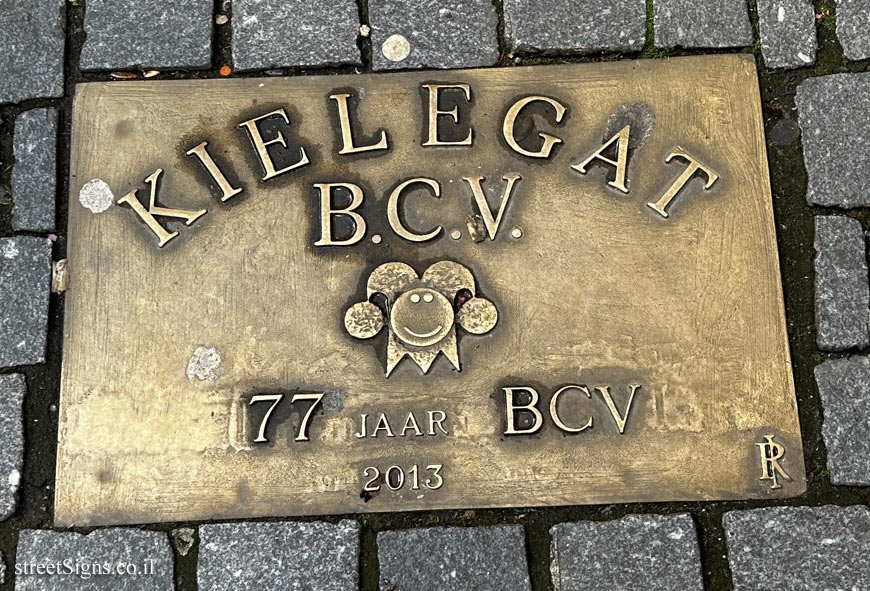 KIELEGAT
B.C.V.
77 JAAR BCV
2013
streetSigns.co.il